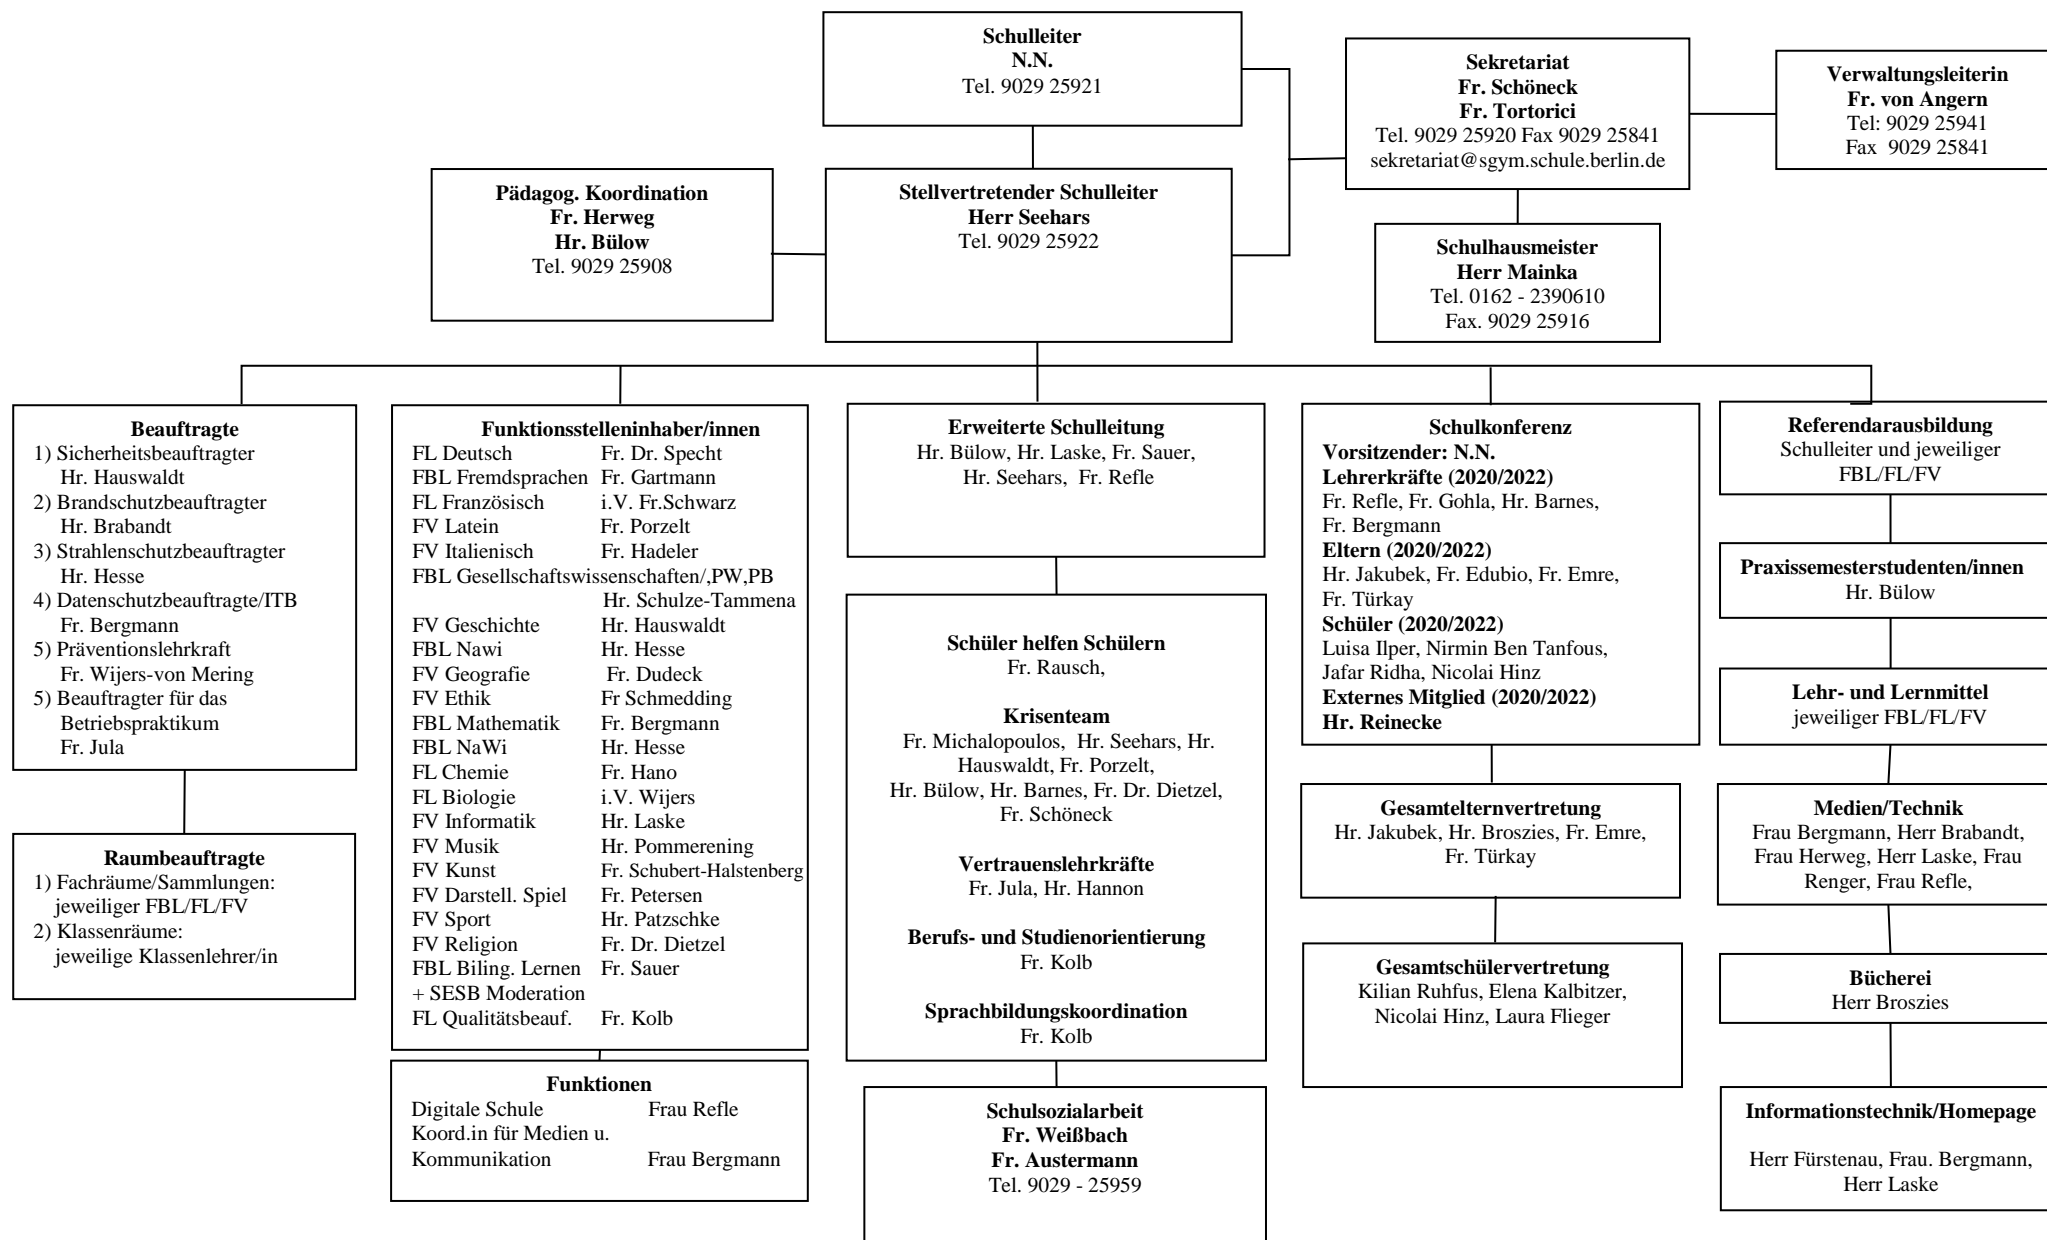 Schulleiter
N.N.
Tel. 9029 25921
Sekretariat
Fr. Schöneck
Fr. Tortorici
Tel. 9029 25920 Fax 9029 25841
sekretariat@sgym.schule.berlin.de
Verwaltungsleiterin
Fr. von Angern
Tel: 9029 25941
Fax  9029 25841
Pädagog. Koordination
Fr. Herweg
Hr. Bülow
Tel. 9029 25908
Stellvertretender Schulleiter
Herr Seehars
Tel. 9029 25922
Schulhausmeister
Herr Mainka
Tel. 0162 - 2390610
Fax. 9029 25916
Beauftragte
1) Sicherheitsbeauftragter
Hr. Hauswaldt
2) Brandschutzbeauftragter
Hr. Brabandt
3) Strahlenschutzbeauftragter
Hr. Hesse
4) Datenschutzbeauftragte/ITB
Fr. Bergmann
5) Präventionslehrkraft
Fr. Wijers-von Mering
5) Beauftragter für das
Betriebspraktikum
Fr. Jula
Raumbeauftragte
1) Fachräume/Sammlungen:
jeweiliger FBL/FL/FV
2) Klassenräume:
jeweilige Klassenlehrer/in
Funktionsstelleninhaber/innen
FL Deutsch Fr. Dr. Specht
FBL Fremdsprachen Fr. Gartmann
FL Französisch i.V. Fr.Schwarz
FV Latein Fr. Porzelt
FV Italienisch Fr. Hadeler
FBL Gesellschaftswissenschaften/,PW,PB
Hr. Schulze-Tammena
FV Geschichte Hr. Hauswaldt
FBL Nawi Hr. Hesse
FV Geografie Fr. Dudeck
FV Ethik Fr Schmedding
FBL Mathematik Fr. Bergmann
FBL NaWi Hr. Hesse
FL Chemie Fr. Hano
FL Biologie i.V. Wijers
FV Informatik Hr. Laske
FV Musik Hr. Pommerening
FV Kunst Fr. Schubert-Halstenberg
FV Darstell. Spiel Fr. Petersen
FV Sport Hr. Patzschke
FV Religion Fr. Dr. Dietzel
FBL Biling. Lernen Fr. Sauer
+ SESB Moderation
FL Qualitätsbeauf. Fr. Kolb
Funktionen
Digitale Schule Frau Refle
Koord.in für Medien u.
Kommunikation Frau Bergmann
Erweiterte Schulleitung
Hr. Bülow, Hr. Laske, Fr. Sauer,
Hr. Seehars,  Fr. Refle
Schüler helfen Schülern
Fr. Rausch,
Krisenteam
Fr. Michalopoulos,  Hr. Seehars, Hr.
Hauswaldt, Fr. Porzelt,
Hr. Bülow, Hr. Barnes, Fr. Dr. Dietzel,
Fr. Schöneck
Vertrauenslehrkräfte
Fr. Jula, Hr. Hannon
Berufs- und Studienorientierung
Fr. Kolb
Sprachbildungskoordination
Fr. Kolb
Schulsozialarbeit
Fr. Weißbach
Fr. Austermann
Tel. 9029 - 25959
Schulkonferenz
Vorsitzender: N.N.
Lehrerkräfte (2020/2022)
Fr. Refle, Fr. Gohla, Hr. Barnes,
Fr. Bergmann
Eltern (2020/2022)
Hr. Jakubek, Fr. Edubio, Fr. Emre,
Fr. Türkay
Schüler (2020/2022)
Luisa Ilper, Nirmin Ben Tanfous,
Jafar Ridha, Nicolai Hinz
Externes Mitglied (2020/2022)
Hr. Reinecke
Gesamtelternvertretung
Hr. Jakubek, Hr. Broszies, Fr. Emre,
Fr. Türkay
Gesamtschülervertretung
Kilian Ruhfus, Elena Kalbitzer,
Nicolai Hinz, Laura Flieger
Referendarausbildung
Schulleiter und jeweiliger
FBL/FL/FV
Praxissemesterstudenten/innen
Hr. Bülow
Lehr- und Lernmittel
jeweiliger FBL/FL/FV
Medien/Technik
Frau Bergmann, Herr Brabandt,
Frau Herweg, Herr Laske, Frau
Renger, Frau Refle,
Bücherei
Herr Broszies
Informationstechnik/Homepage
Herr Fürstenau, Frau. Bergmann,
Herr Laske